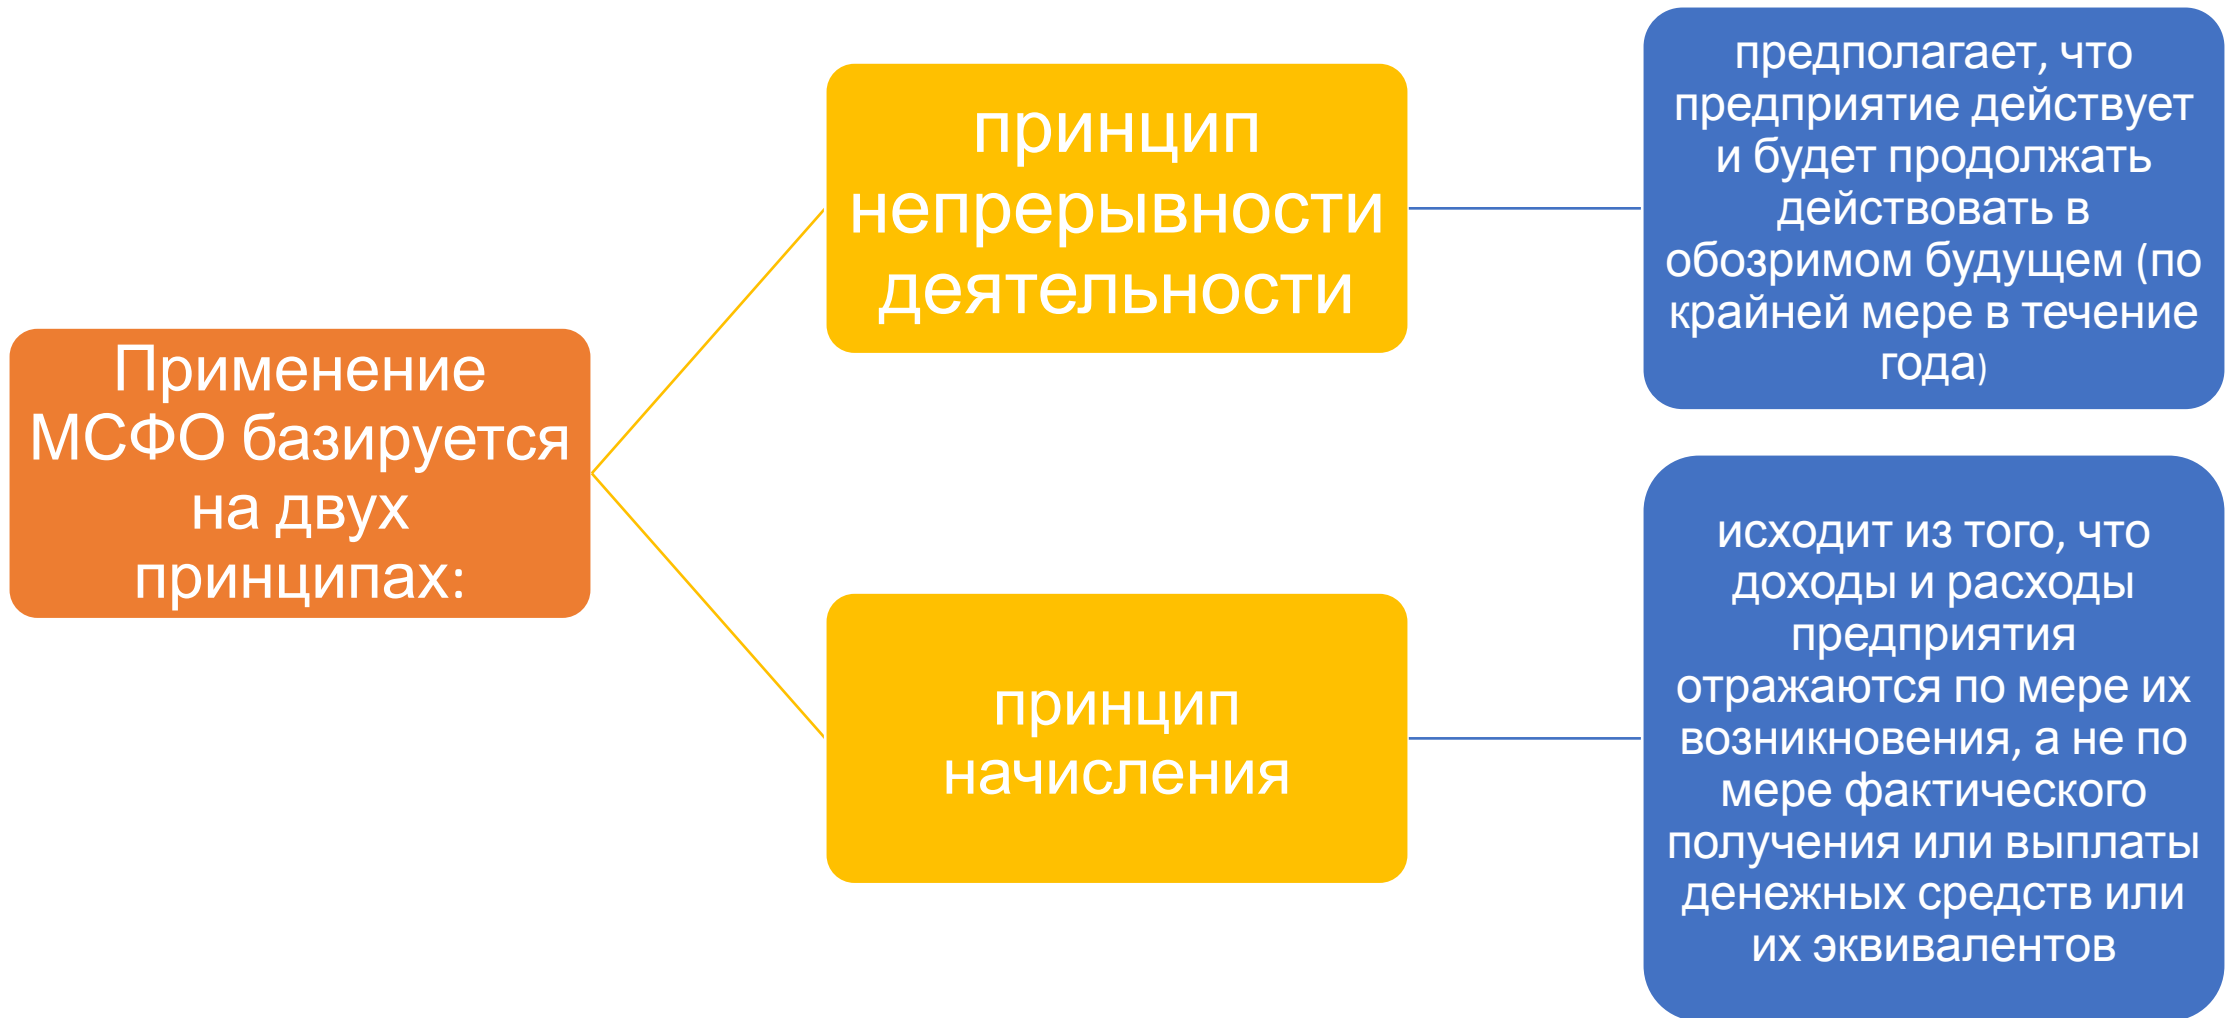 Применение
МСФО базируется
на двух
принципах:
принцип
непрерывности
деятельности
предполагает, что
предприятие действует
и будет продолжать
действовать в
обозримом будущем (по
крайней мере в течение
года)
принцип
начисления
исходит из того, что
доходы и расходы
предприятия
отражаются по мере их
возникновения, а не по
мере фактического
получения или выплаты
денежных средств или
их эквивалентов